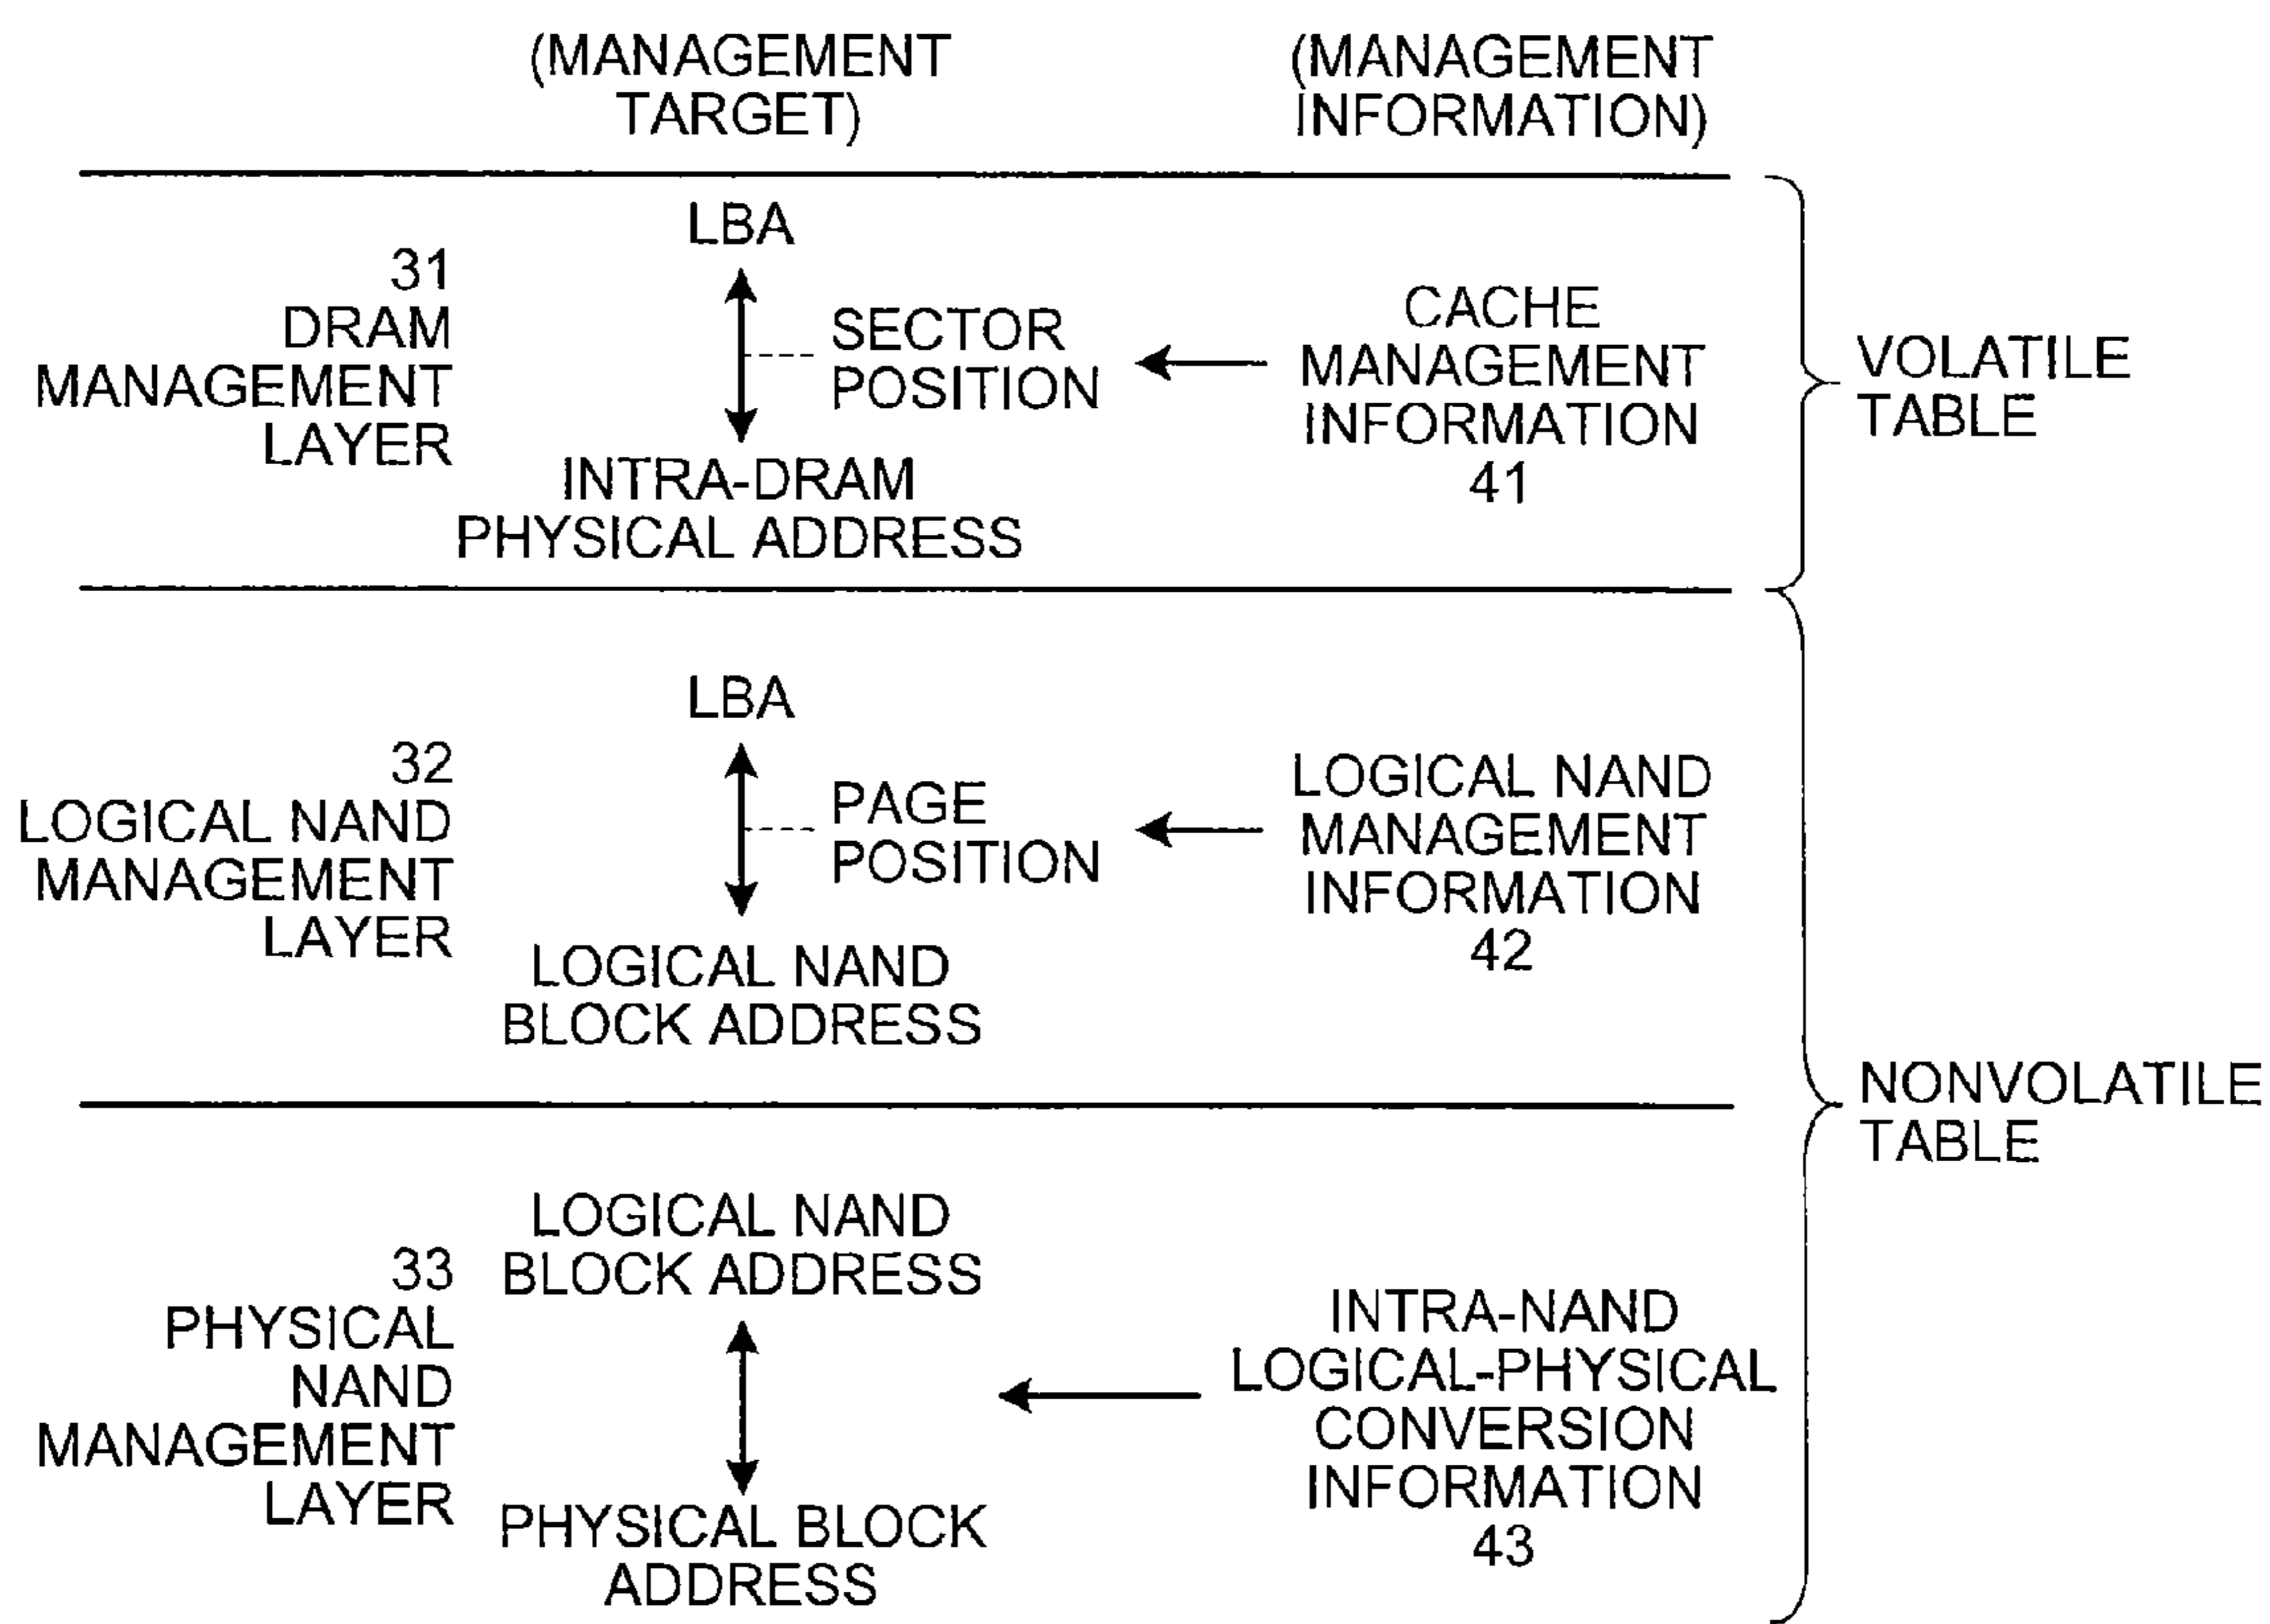 (MANAGEMENT
TARGET)
(MANAGEMENT
INFORMATION)
31
DRAM
MANAGEMENT
LAYER
LBA
SECTOR
POSITION
INTRA-DRAM
PHYSICAL ADDRESS
CACHE
MANAGEMENT
INFORMATION
41
VOLATILE
TABLE
32
LOGICAL NAND
MANAGEMENT
LAYER
LBA
PAGE
POSITION
LOGICAL NAND
BLOCK ADDRESS
LOGICAL NAND
MANAGEMENT
INFORMATION
42
NONVOLATILE
TABLE
33
PHYSICAL
NAND
MANAGEMENT
LAYER
LOGICAL NAND
BLOCK ADDRESS
PHYSICAL BLOCK
ADDRESS
INTRA-NAND
LOGICAL-PHYSICAL
CONVERSION
INFORMATION
43